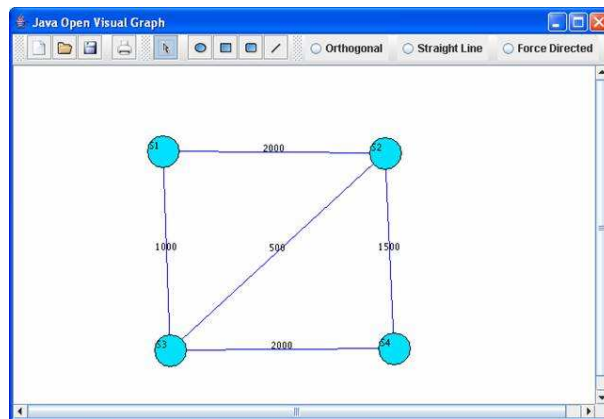 Java Open Visual Graph
Orthogonal Straight Line Force Directed
S1 2000 S2
1000 500 1500
S3 2000 S4